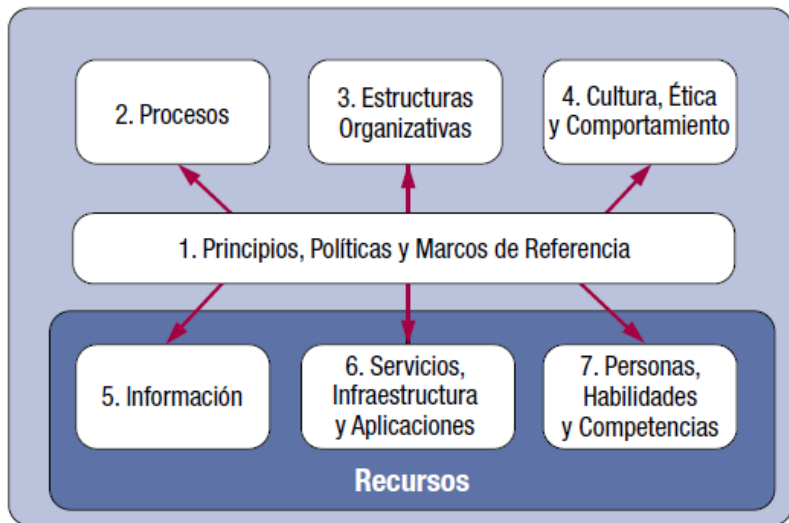 2. Procesos
3. Estructuras
Organizativas
4. Cultura, Ética
y Comportamiento
1. Principios, Políticas y Marcos de Referencia
5. Información
6. Servicios,
Infraestructura
y Aplicaciones
7. Personas,
Habilidades
y Competencias
Recursos